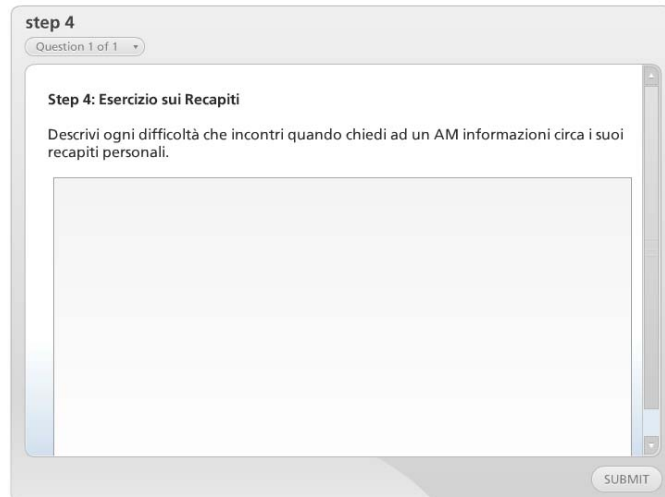 step 4
Question 1 of 1
Step 4: Esercizio sui Recapiti
Descrivi ogni difficoltà che incontri quando chiedi ad un AM informazioni circa i suoi
recapiti personali.
SUBMIT